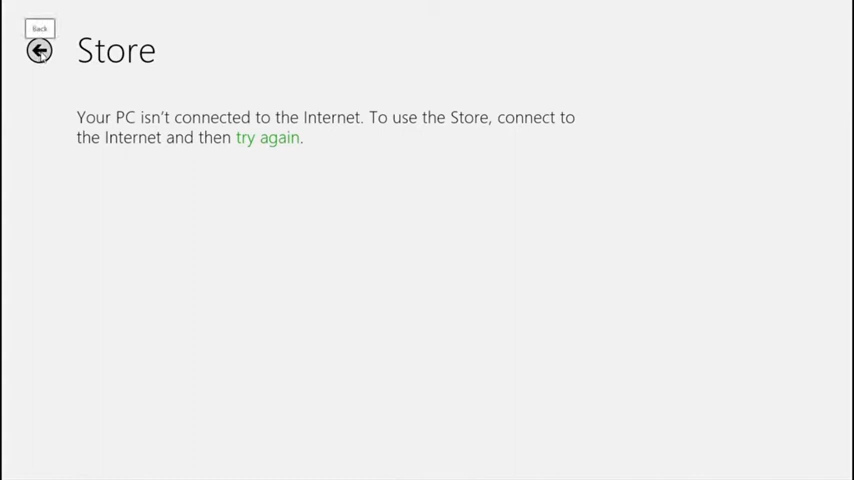 Back
Store
Your PC isn't connected to the Internet. To use the Store, connect to
the Internet and then try again.